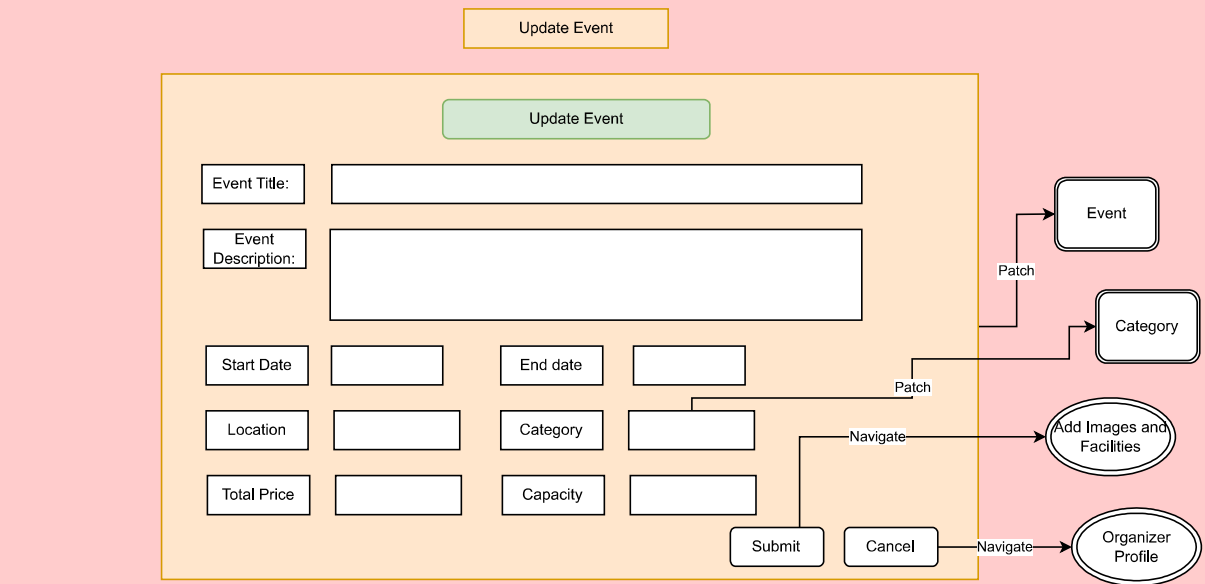 Update Event
Update Event
Event Title:
Event
Description:
Start Date
End date
Location
Category
Total Price
Capacity
Submit
Cancel
Patch
Event
Patch
Category
Navigate
Add Images and
Facilities
Navigate
Organizer
Profile